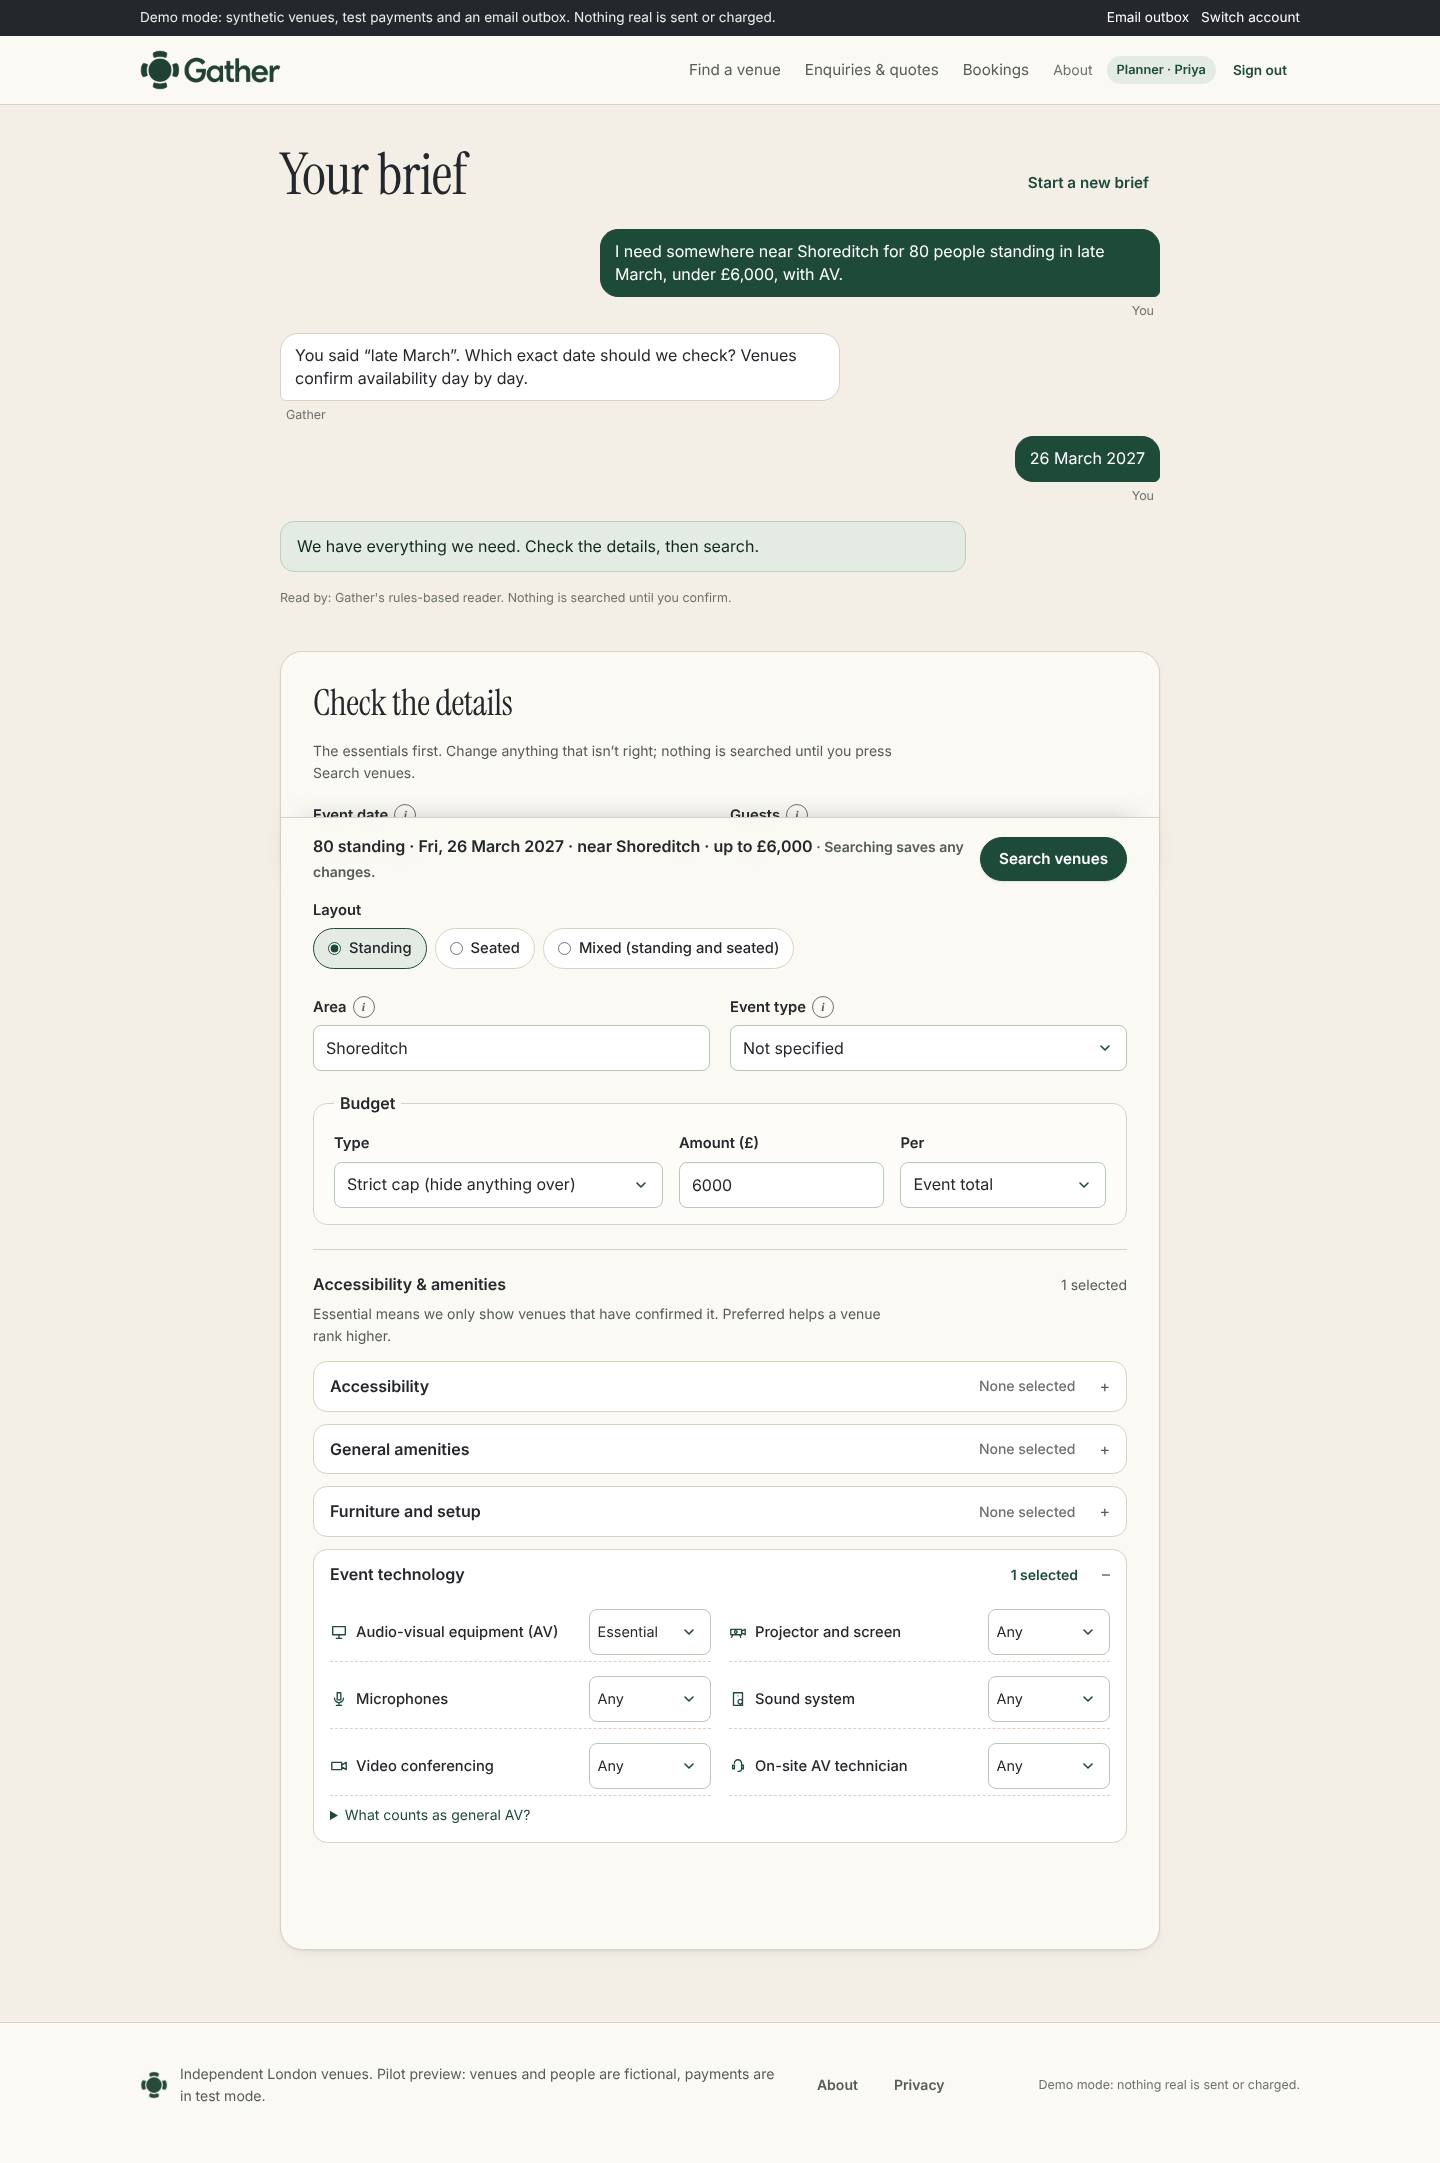 Demo mode: synthetic venues, test payments and an email outbox. Nothing real is sent or charged.
Email outbox Switch account
Gather
Find a venue Enquiries & quotes Bookings About Planner · Priya Sign out
Your brief
Start a new brief
I need somewhere near Shoreditch for 80 people standing in late
March, under £6,000, with AV.
You
You said “late March”. Which exact date should we check? Venues
confirm availability day by day.
Gather
26 March 2027
You
We have everything we need. Check the details, then search.
Read by: Gather's rules-based reader. Nothing is searched until you confirm.
Check the details
The essentials first. Change anything that isn’t right; nothing is searched until you press
Search venues.
Event date i Guests i
80 standing · Fri, 26 March 2027 · near Shoreditch · up to £6,000 · Searching saves any
changes.
Search venues
Layout
Standing Seated Mixed (standing and seated)
Area i Event type i
Shoreditch Not specified
Budget
Type Amount (£) Per
Strict cap (hide anything over) 6000 Event total
Accessibility & amenities 1 selected
Essential means we only show venues that have confirmed it. Preferred helps a venue
rank higher.
Accessibility None selected +
General amenities None selected +
Furniture and setup None selected +
Event technology 1 selected −
Audio-visual equipment (AV) Essential Projector and screen Any
Microphones Any Sound system Any
Video conferencing Any On-site AV technician Any
What counts as general AV?
Independent London venues. Pilot preview: venues and people are fictional, payments are
in test mode.
About Privacy
Demo mode: nothing real is sent or charged.